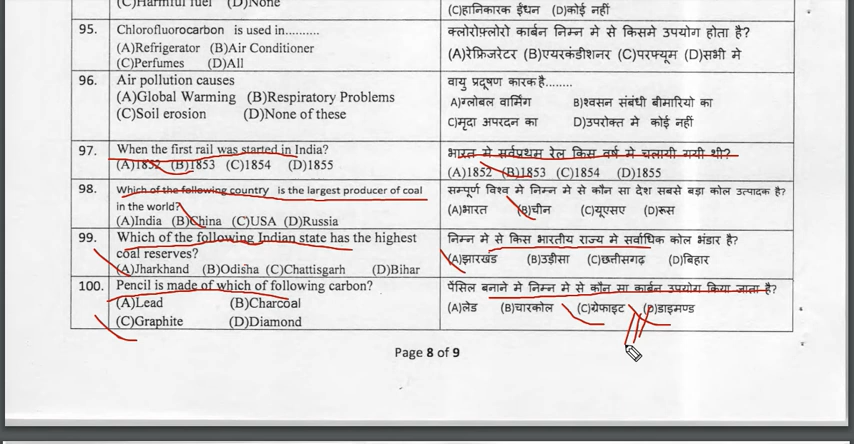 (C)Harmful fuel (D)None
(C)हानिकारक ईंधन (D)कोई नहीं
95. Chlorofluorocarbon is used in..........
(A)Refrigerator (B)Air Conditioner
(C)Perfumes (D)All
क्लोरोफ़्लोरो कार्बन निम्न मे से किसमे उपयोग होता है?
(A)रेफ्रिजरेटर (B)एयरकंडीशनर (C)परफ्यूम (D)सभी मे
96. Air pollution causes
(A)Global Warming (B)Respiratory Problems
(C)Soil erosion (D)None of these
वायु प्रदूषण कारक है........
A)ग्लोबल वार्मिंग B)श्वसन संबंधी बीमारियो का
C)मृदा अपरदन का D)उपरोक्त मे कोई नहीं
97. When the first rail was started in India?
(A)1852 (B)1853 (C)1854 (D)1855
भारत मे सर्वप्रथम रेल किस वर्ष मे चलायी गयी थी?
(A)1852 (B)1853 (C)1854 (D)1855
98. Which of the following country is the largest producer of coal
in the world?
(A)India (B)China (C)USA (D)Russia
सम्पूर्ण विश्व मे निम्न मे से कौन सा देश सबसे बड़ा कोल उत्पादक है?
(A)भारत (B)चीन (C)यूएसए (D)रूस
99. Which of the following Indian state has the highest
coal reserves?
(A)Jharkhand (B)Odisha (C)Chattisgarh (D)Bihar
निम्न मे से किस भारतीय राज्य मे सर्वाधिक कोल भंडार है?
(A)झारखंड (B)उड़ीसा (C)छत्तीसगढ़ (D)बिहार
100. Pencil is made of which of following carbon?
(A)Lead (B)Charcoal
(C)Graphite (D)Diamond
पेंसिल बनाने मे निम्न मे से कौन सा कार्बन उपयोग किया जाता है?
(A)लेड (B)चारकोल (C)ग्रेफाइट (D)डाइमण्ड
Page 8 of 9